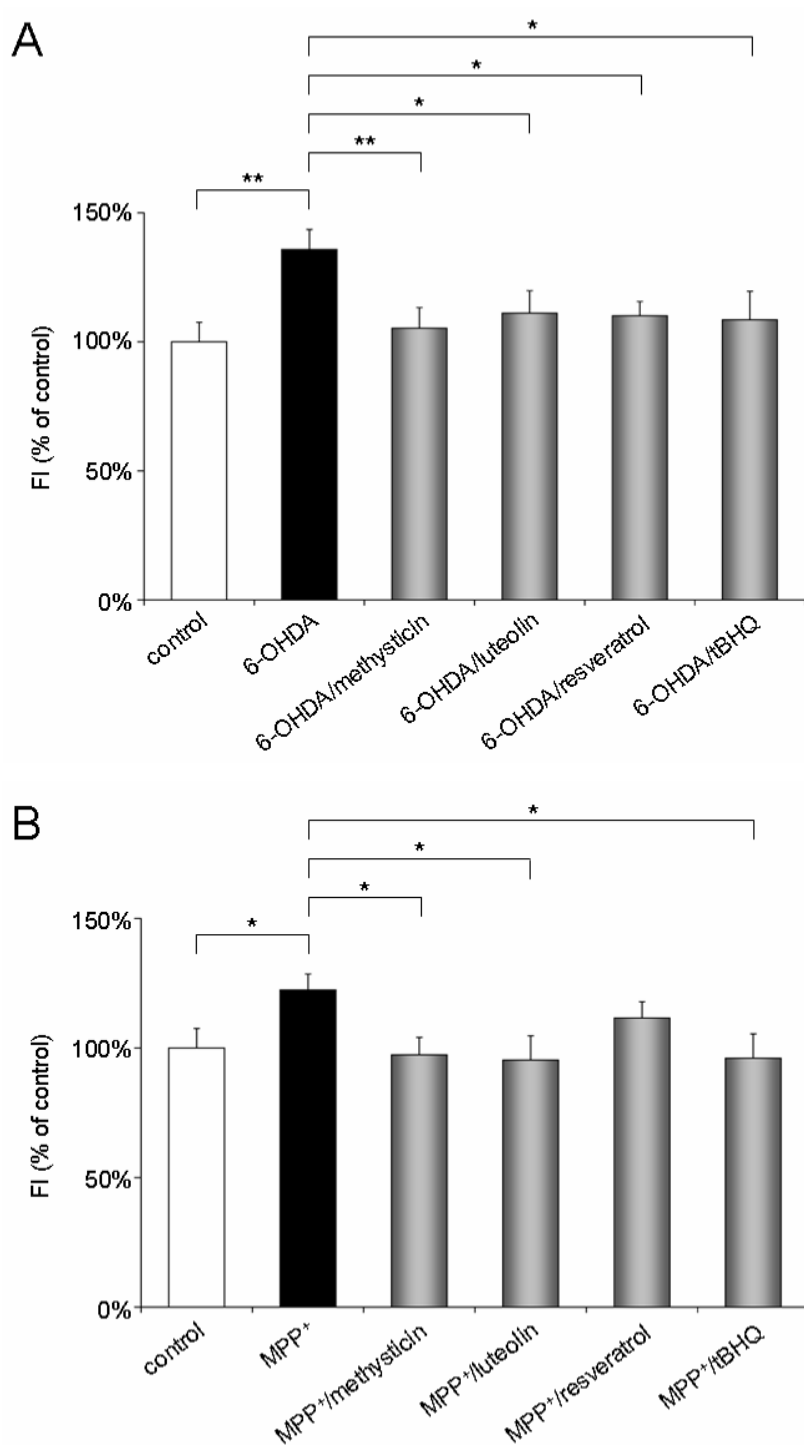 A
*
*
*
**
**
150%
100%
50%
0%
FI (% of control)
control
6-OHDA
6-OHDA/methysticin
6-OHDA/luteolin
6-OHDA/resveratrol
6-OHDA/tBHQ
B
*
*
*
*
150%
100%
50%
0%
FI (% of control)
control
MPP⁺
MPP⁺/methysticin
MPP⁺/luteolin
MPP⁺/resveratrol
MPP⁺/tBHQ